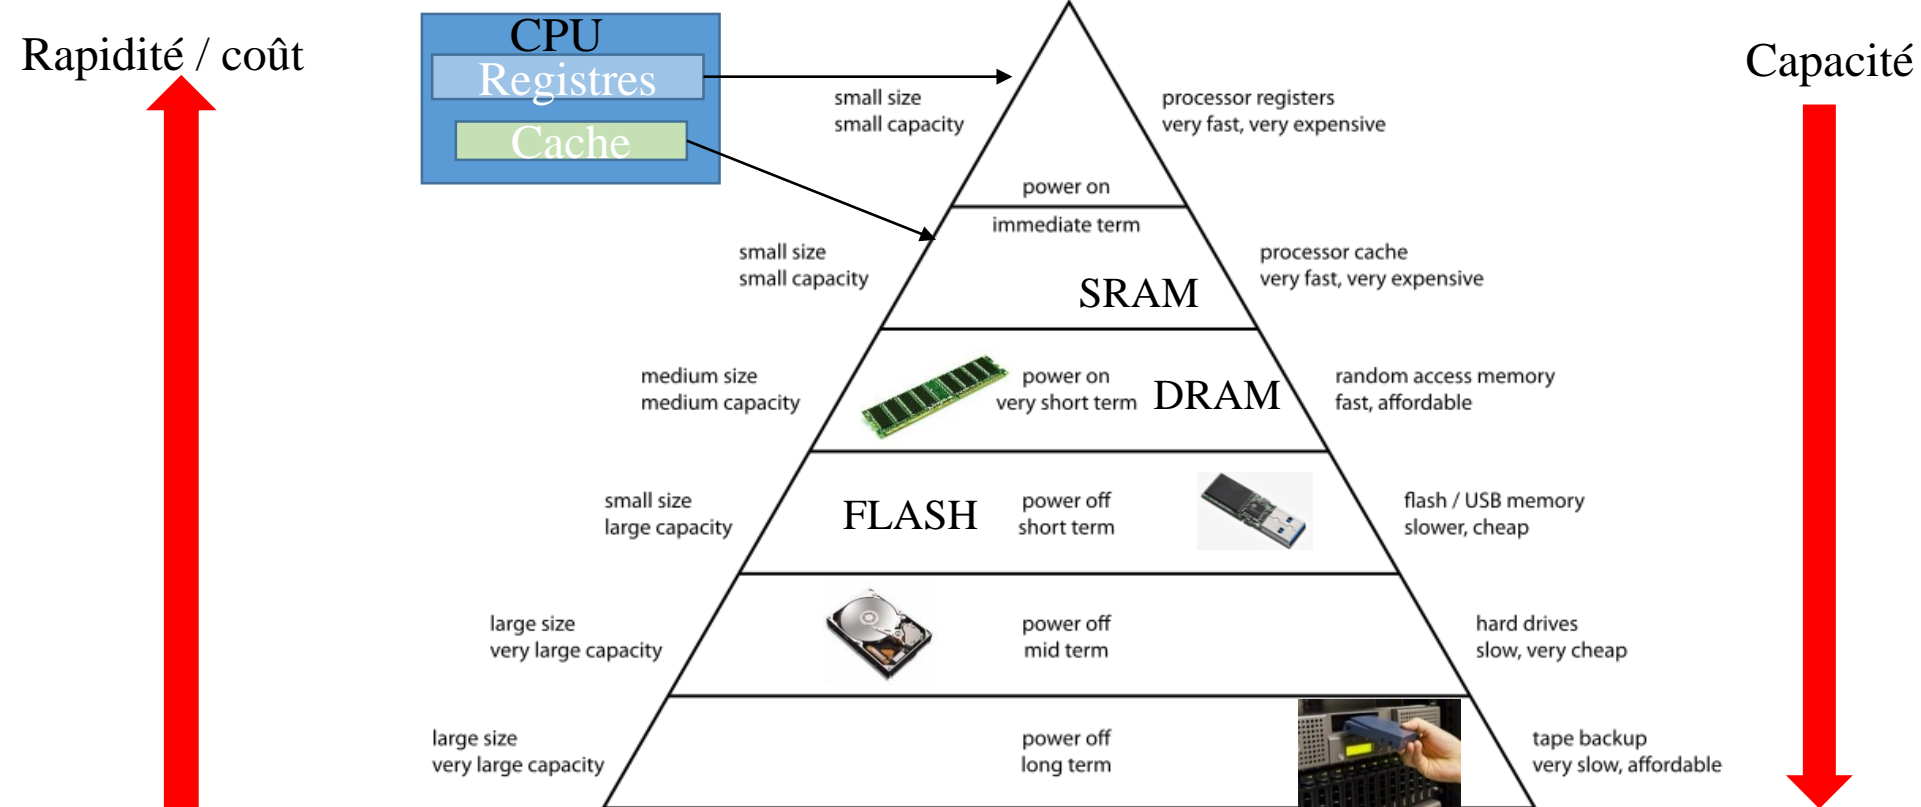 Rapidité / coût
CPU
Registres
Cache
Capacité
small size
small capacity
processor registers
very fast, very expensive
power on
immediate term
small size
small capacity
SRAM
processor cache
very fast, very expensive
medium size
medium capacity
power on
very short term
DRAM
random access memory
fast, affordable
small size
large capacity
FLASH
power off
short term
flash / USB memory
slower, cheap
large size
very large capacity
power off
mid term
hard drives
slow, very cheap
large size
very large capacity
power off
long term
tape backup
very slow, affordable